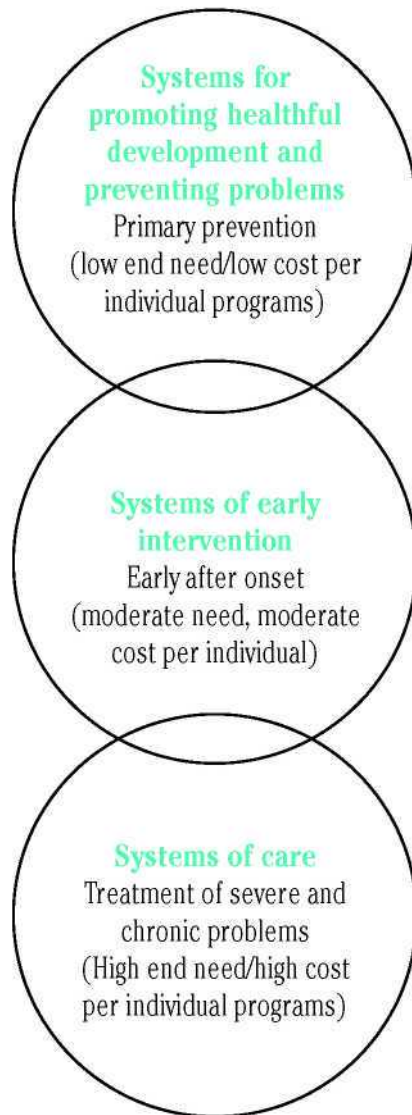 Systems for
promoting healthful
development and
preventing problems
Primary prevention
(low end need/low cost per
individual programs)
Systems of early
intervention
Early after onset
(moderate need, moderate
cost per individual)
Systems of care
Treatment of severe and
chronic problems
(High end need/high cost
per individual programs)